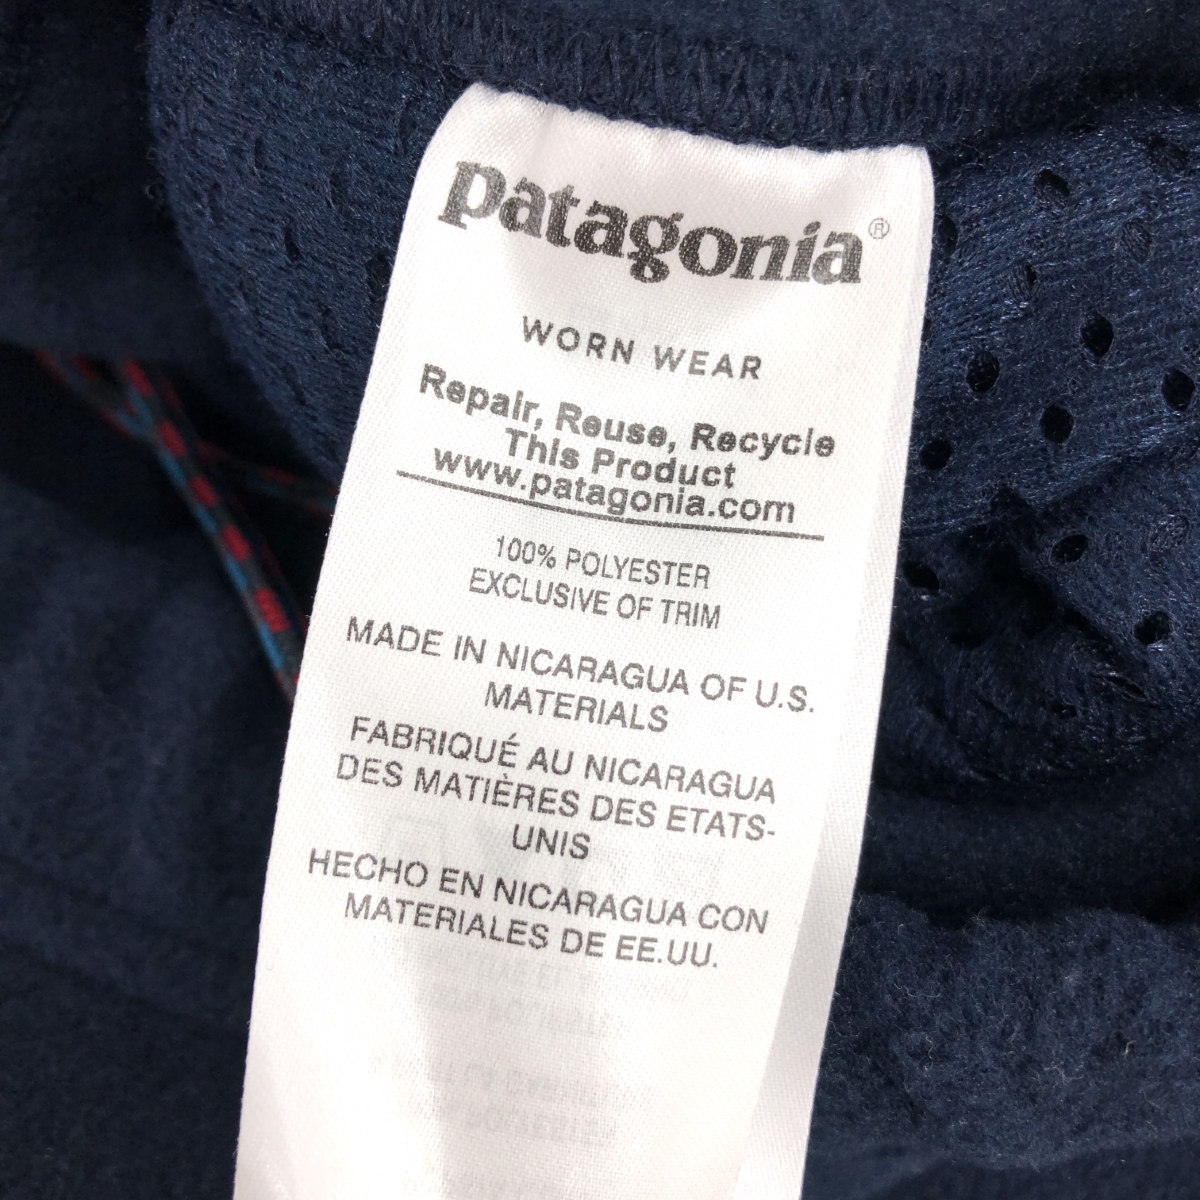 patagonia®
WORN WEAR
Repair, Reuse, Recycle
This Product
www.patagonia.com
100% POLYESTER
EXCLUSIVE OF TRIM
MADE IN NICARAGUA OF U.S.
MATERIALS
FABRIQUÉ AU NICARAGUA
DES MATIÈRES DES ETATS-
UNIS
HECHO EN NICARAGUA CON
MATERIALES DE EE.UU.